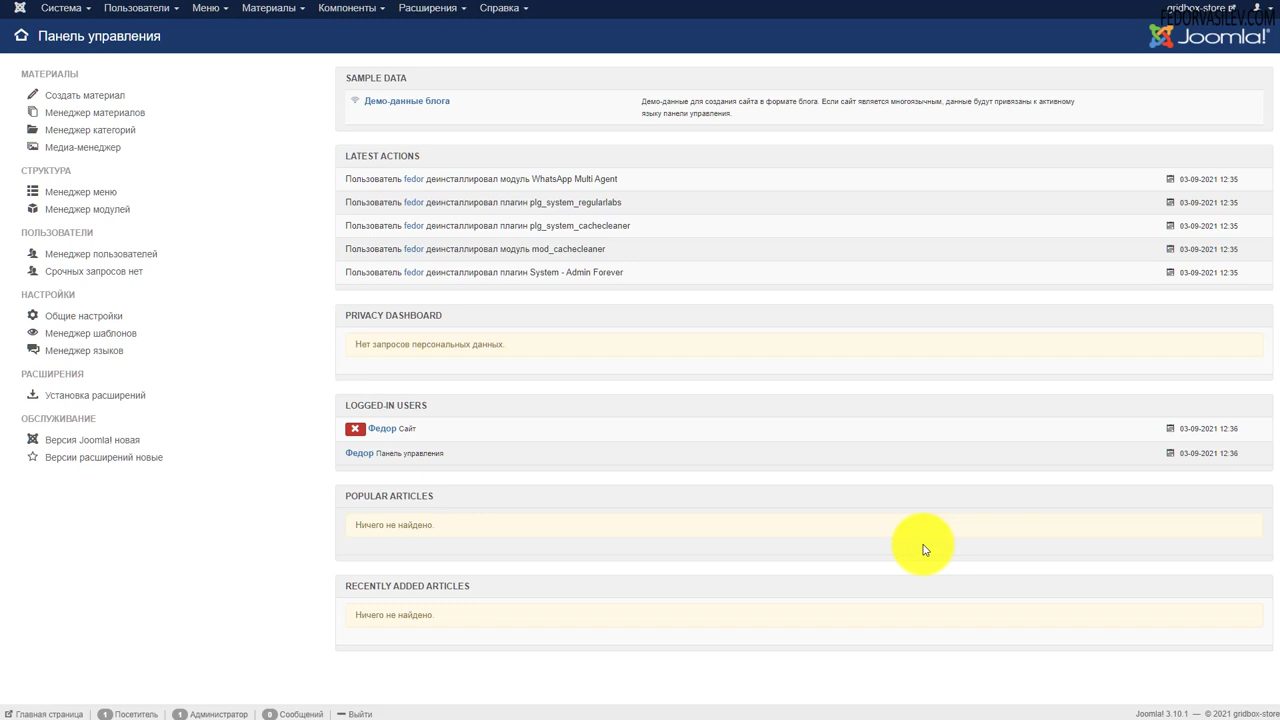 Система Пользователи Меню Материалы Компоненты Расширения Справка gridbox-store
FEDORVASILEV.COM
Панель управления
Joomla!
МАТЕРИАЛЫ
Создать материал
Менеджер материалов
Менеджер категорий
Медиа-менеджер
СТРУКТУРА
Менеджер меню
Менеджер модулей
ПОЛЬЗОВАТЕЛИ
Менеджер пользователей
Срочных запросов нет
НАСТРОЙКИ
Общие настройки
Менеджер шаблонов
Менеджер языков
РАСШИРЕНИЯ
Установка расширений
ОБСЛУЖИВАНИЕ
Версия Joomla! новая
Версии расширений новые
SAMPLE DATA
Демо-данные блога
Демо-данные для создания сайта в формате блога. Если сайт является многоязычным, данные будут привязаны к активному
языку панели управления.
LATEST ACTIONS
Пользователь fedor деинсталлировал модуль WhatsApp Multi Agent 03-09-2021 12:35
Пользователь fedor деинсталлировал плагин plg_system_regularlabs 03-09-2021 12:35
Пользователь fedor деинсталлировал плагин plg_system_cachecleaner 03-09-2021 12:35
Пользователь fedor деинсталлировал модуль mod_cachecleaner 03-09-2021 12:35
Пользователь fedor деинсталлировал плагин System - Admin Forever 03-09-2021 12:35
PRIVACY DASHBOARD
Нет запросов персональных данных.
LOGGED-IN USERS
Федор Сайт 03-09-2021 12:36
Федор Панель управления 03-09-2021 12:36
POPULAR ARTICLES
Ничего не найдено.
RECENTLY ADDED ARTICLES
Ничего не найдено.
Главная страница 1 Посетитель 1 Администратор 0 Сообщений Выйти Joomla! 3.10.1 — © 2021 gridbox-store